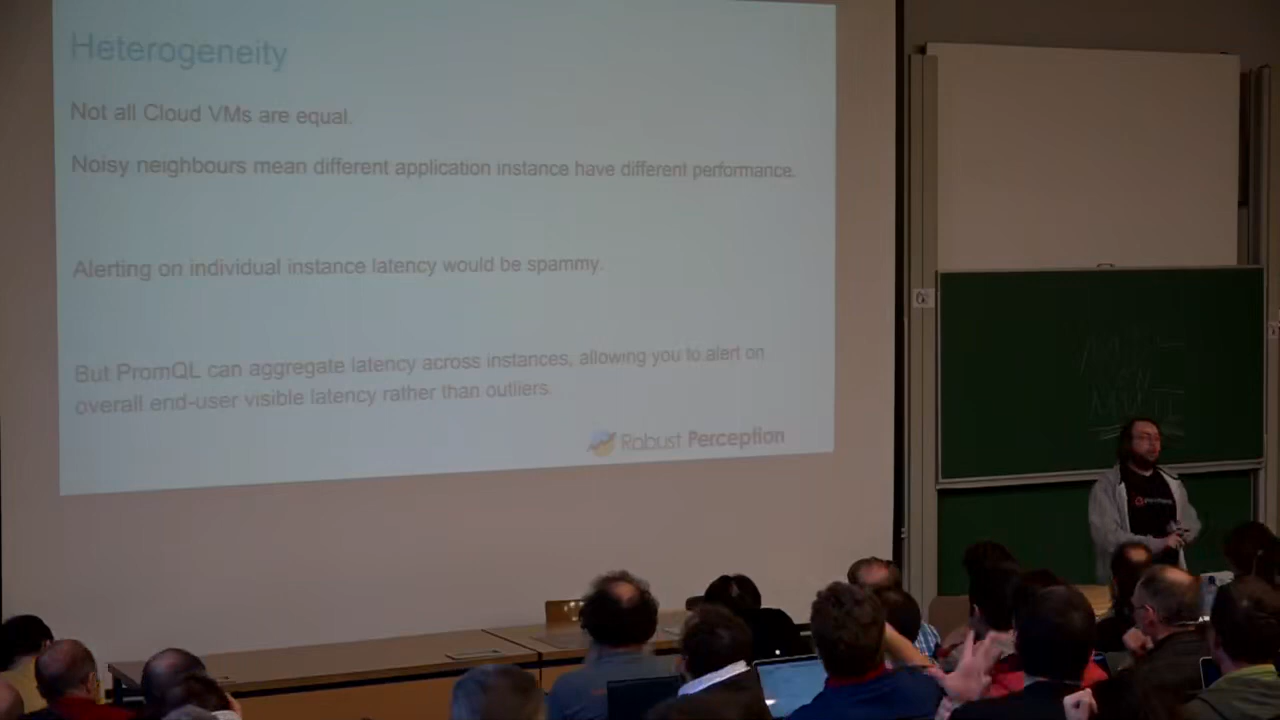 Heterogeneity
Not all Cloud VMs are equal.
Noisy neighbours mean different application instance have different performance.
Alerting on individual instance latency would be spammy.
But PromQL can aggregate latency across instances, allowing you to alert on
overall end-user visible latency rather than outliers.
Robust Perception